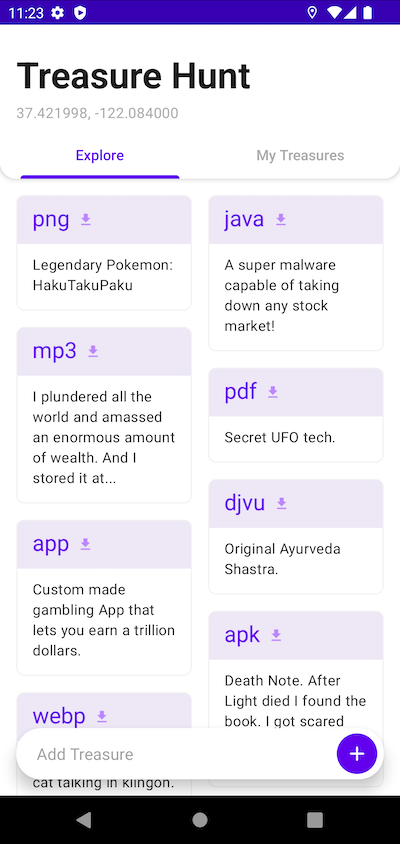 11:23
Treasure Hunt
37.421998, -122.084000
Explore
My Treasures
png
Legendary Pokemon:
HakuTakuPaku
mp3
I plundered all the
world and amassed
an enormous amount
of wealth. And I
stored it at...
app
Custom made
gambling App that
lets you earn a trillion
dollars.
webp
cat talking in klingon.
java
A super malware
capable of taking
down any stock
market!
pdf
Secret UFO tech.
djvu
Original Ayurveda
Shastra.
apk
Death Note. After
Light died I found the
book. I got scared
Add Treasure